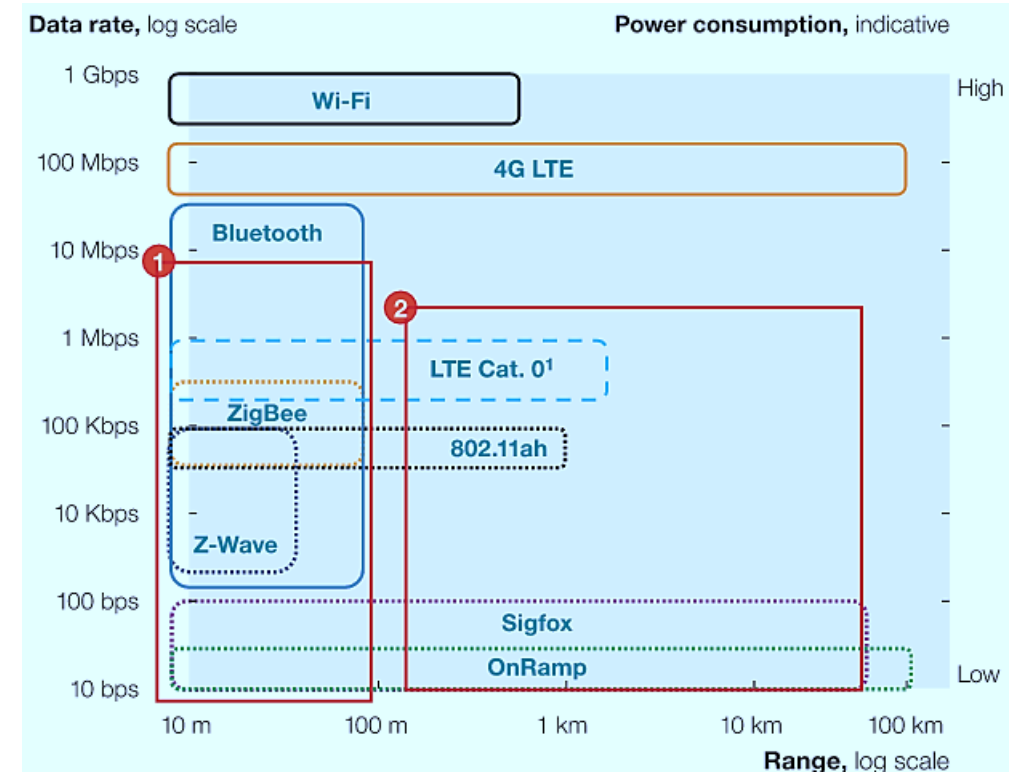 Data rate, log scale
Power consumption, indicative
1 Gbps
High
Wi-Fi
100 Mbps
4G LTE
Bluetooth
10 Mbps
1
2
1 Mbps
LTE Cat. 0¹
ZigBee
100 Kbps
802.11ah
10 Kbps
Z-Wave
100 bps
Sigfox
OnRamp
Low
10 bps
10 m
100 m
1 km
10 km
100 km
Range, log scale